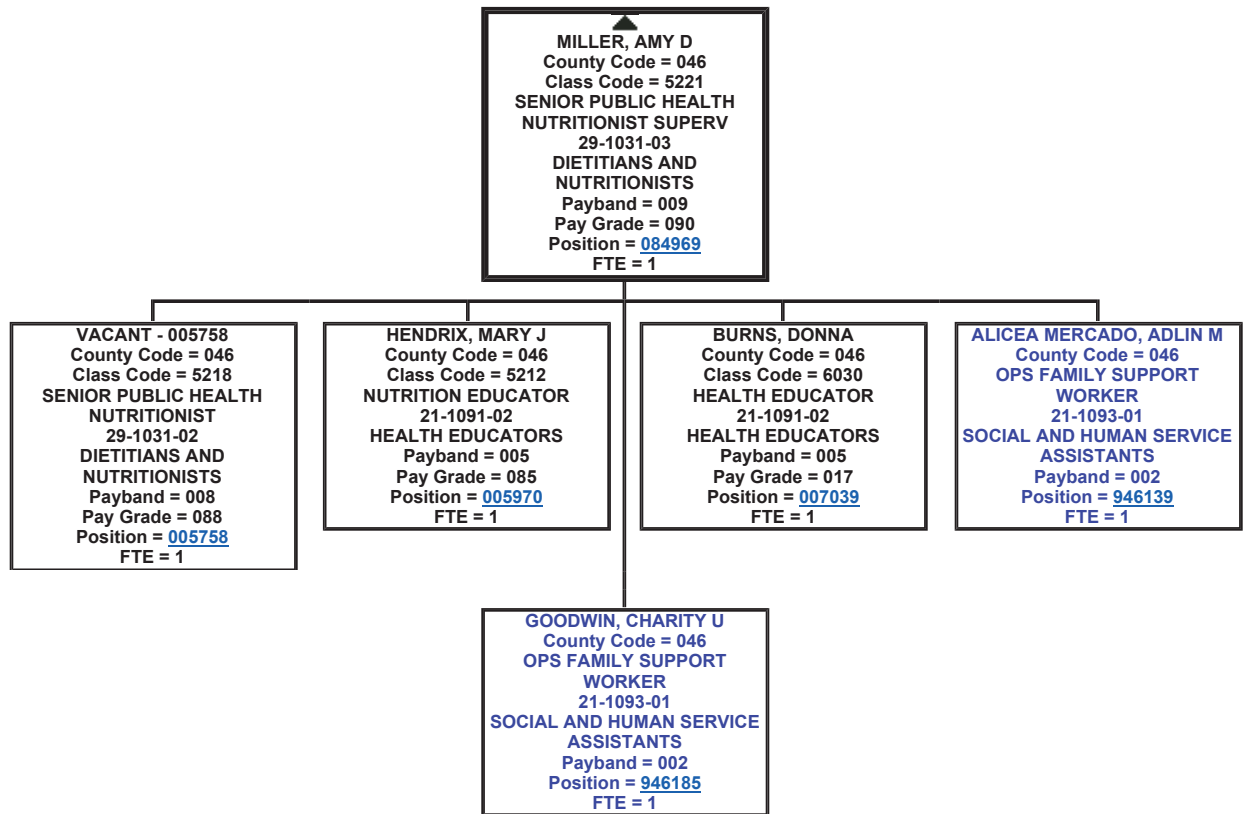 MILLER, AMY D
County Code = 046
Class Code = 5221
SENIOR PUBLIC HEALTH
NUTRITIONIST SUPERV
29-1031-03
DIETITIANS AND
NUTRITIONISTS
Payband = 009
Pay Grade = 090
Position = 084969
FTE = 1
VACANT - 005758
County Code = 046
Class Code = 5218
SENIOR PUBLIC HEALTH
NUTRITIONIST
29-1031-02
DIETITIANS AND
NUTRITIONISTS
Payband = 008
Pay Grade = 088
Position = 005758
FTE = 1
HENDRIX, MARY J
County Code = 046
Class Code = 5212
NUTRITION EDUCATOR
21-1091-02
HEALTH EDUCATORS
Payband = 005
Pay Grade = 085
Position = 005970
FTE = 1
BURNS, DONNA
County Code = 046
Class Code = 6030
HEALTH EDUCATOR
21-1091-02
HEALTH EDUCATORS
Payband = 005
Pay Grade = 017
Position = 007039
FTE = 1
ALICEA MERCADO, ADLIN M
County Code = 046
OPS FAMILY SUPPORT
WORKER
21-1093-01
SOCIAL AND HUMAN SERVICE
ASSISTANTS
Payband = 002
Position = 946139
FTE = 1
GOODWIN, CHARITY U
County Code = 046
OPS FAMILY SUPPORT
WORKER
21-1093-01
SOCIAL AND HUMAN SERVICE
ASSISTANTS
Payband = 002
Position = 946185
FTE = 1